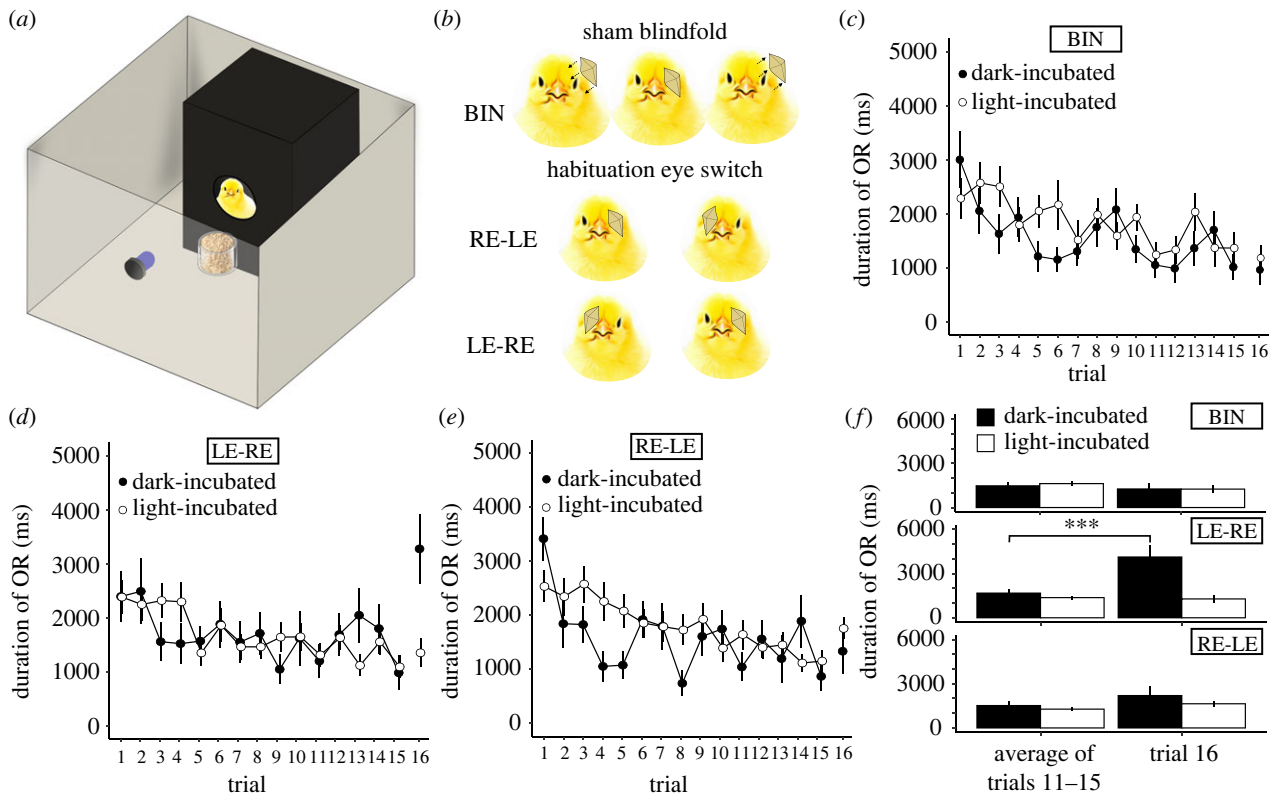 (a)
(b)
sham blindfold
BIN
habituation eye switch
RE-LE
LE-RE
(c)
BIN
dark-incubated
light-incubated
5000
4000
3000
2000
1000
0
duration of OR (ms)
1 2 3 4 5 6 7 8 9 10 11 12 13 14 15 16
trial
(d)
LE-RE
dark-incubated
light-incubated
5000
4000
3000
2000
1000
0
duration of OR (ms)
1 2 3 4 5 6 7 8 9 10 11 12 13 14 15 16
trial
(e)
RE-LE
dark-incubated
light-incubated
5000
4000
3000
2000
1000
0
duration of OR (ms)
1 2 3 4 5 6 7 8 9 10 11 12 13 14 15 16
trial
(f)
dark-incubated
light-incubated
BIN
6000
3000
0
***
LE-RE
6000
3000
0
RE-LE
6000
3000
0
duration of OR (ms)
average of
trials 11–15
trial 16